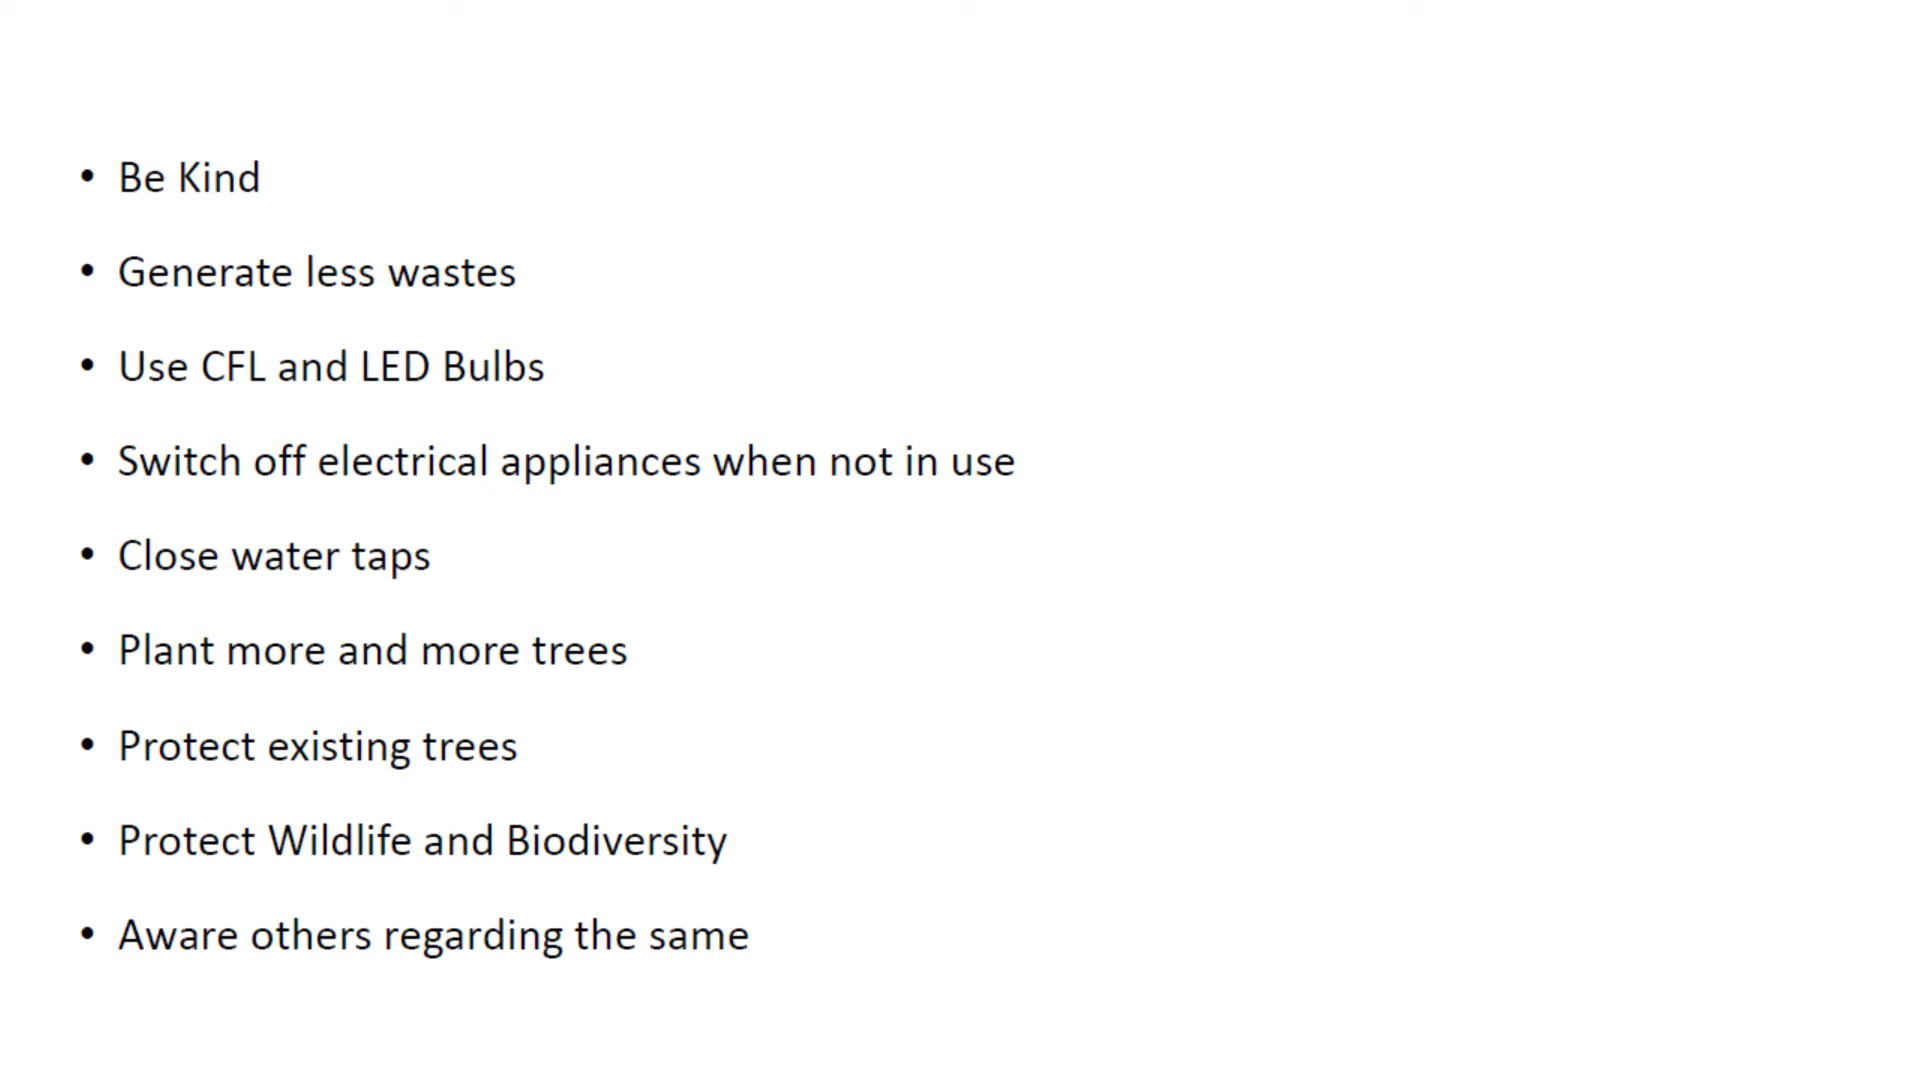 • Be Kind
• Generate less wastes
• Use CFL and LED Bulbs
• Switch off electrical appliances when not in use
• Close water taps
• Plant more and more trees
• Protect existing trees
• Protect Wildlife and Biodiversity
• Aware others regarding the same